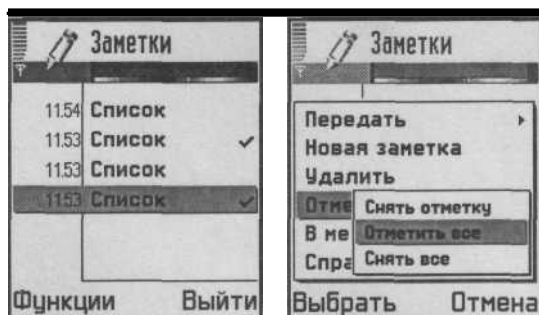 Заметки
11.54 Список
11.53 Список
11.53 Список
11.53 Список
Функции Выйти
Заметки
Передать
Новая заметка
Удалить
Отме
Снять отметку
В ме
Отметить все
Спра
Снять все
Выбрать Отмена